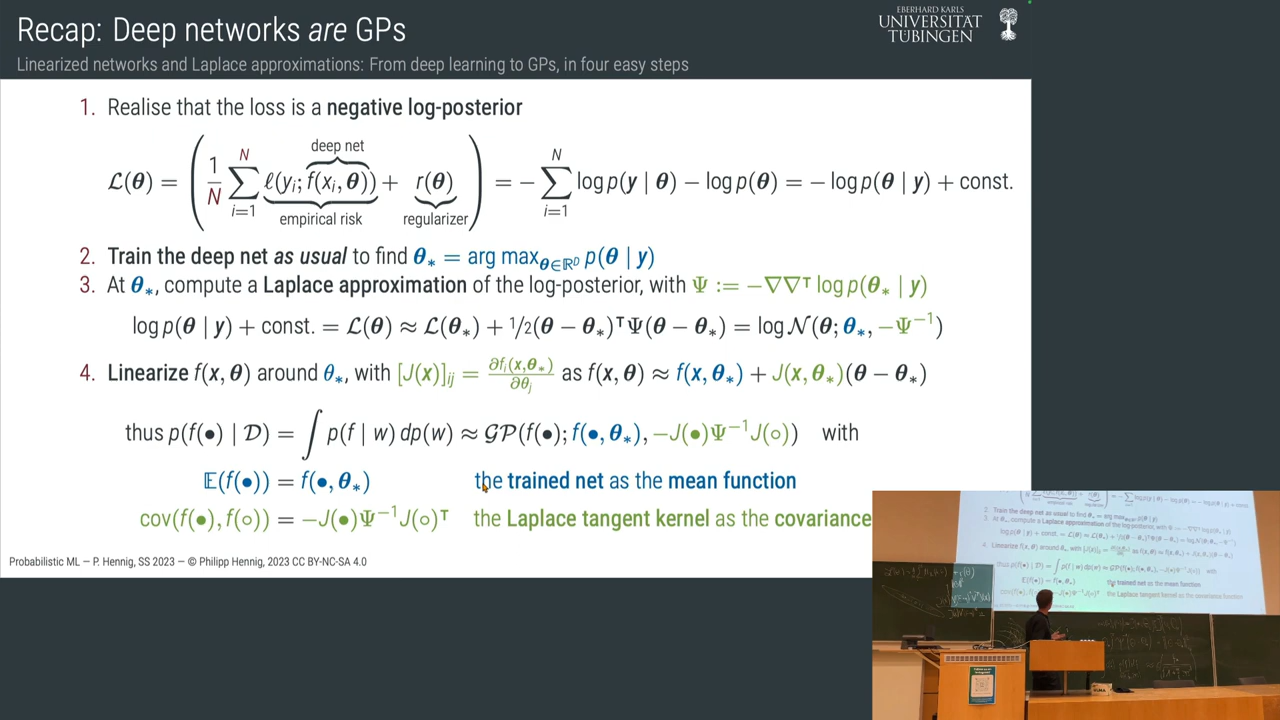 Recap: Deep networks are GPs
EBERHARD KARLS
UNIVERSITÄT
TÜBINGEN
Linearized networks and Laplace approximations: From deep learning to GPs, in four easy steps
1. Realise that the loss is a negative log-posterior
deep net
L(θ) = ( 1/N ∑_{i=1}^{N} ℓ(y_i; f(x_i, θ)) + r(θ) ) = − ∑_{i=1}^{N} log p(y | θ) − log p(θ) = − log p(θ | y) + const.
empirical risk regularizer
2. Train the deep net as usual to find θ_* = arg max_{θ∈ℝ^D} p(θ | y)
3. At θ_*, compute a Laplace approximation of the log-posterior, with Ψ := −∇∇ᵀ log p(θ_* | y)
log p(θ | y) + const. = L(θ) ≈ L(θ_*) + 1/2(θ − θ_*)ᵀΨ(θ − θ_*) = log N(θ; θ_*, −Ψ⁻¹)
4. Linearize f(x, θ) around θ_*, with [J(x)]_{ij} = ∂f_i(x,θ_*)/∂θ_j as f(x, θ) ≈ f(x, θ_*) + J(x, θ_*)(θ − θ_*)
thus p(f(●) | D) = ∫ p(f | w) dp(w) ≈ GP(f(●); f(●, θ_*), −J(●)Ψ⁻¹J(○)) with
𝔼(f(●)) = f(●, θ_*) the trained net as the mean function
cov(f(●), f(○)) = −J(●)Ψ⁻¹J(○)ᵀ the Laplace tangent kernel as the covariance
Probabilistic ML — P. Hennig, SS 2023 — © Philipp Hennig, 2023 CC BY-NC-SA 4.0